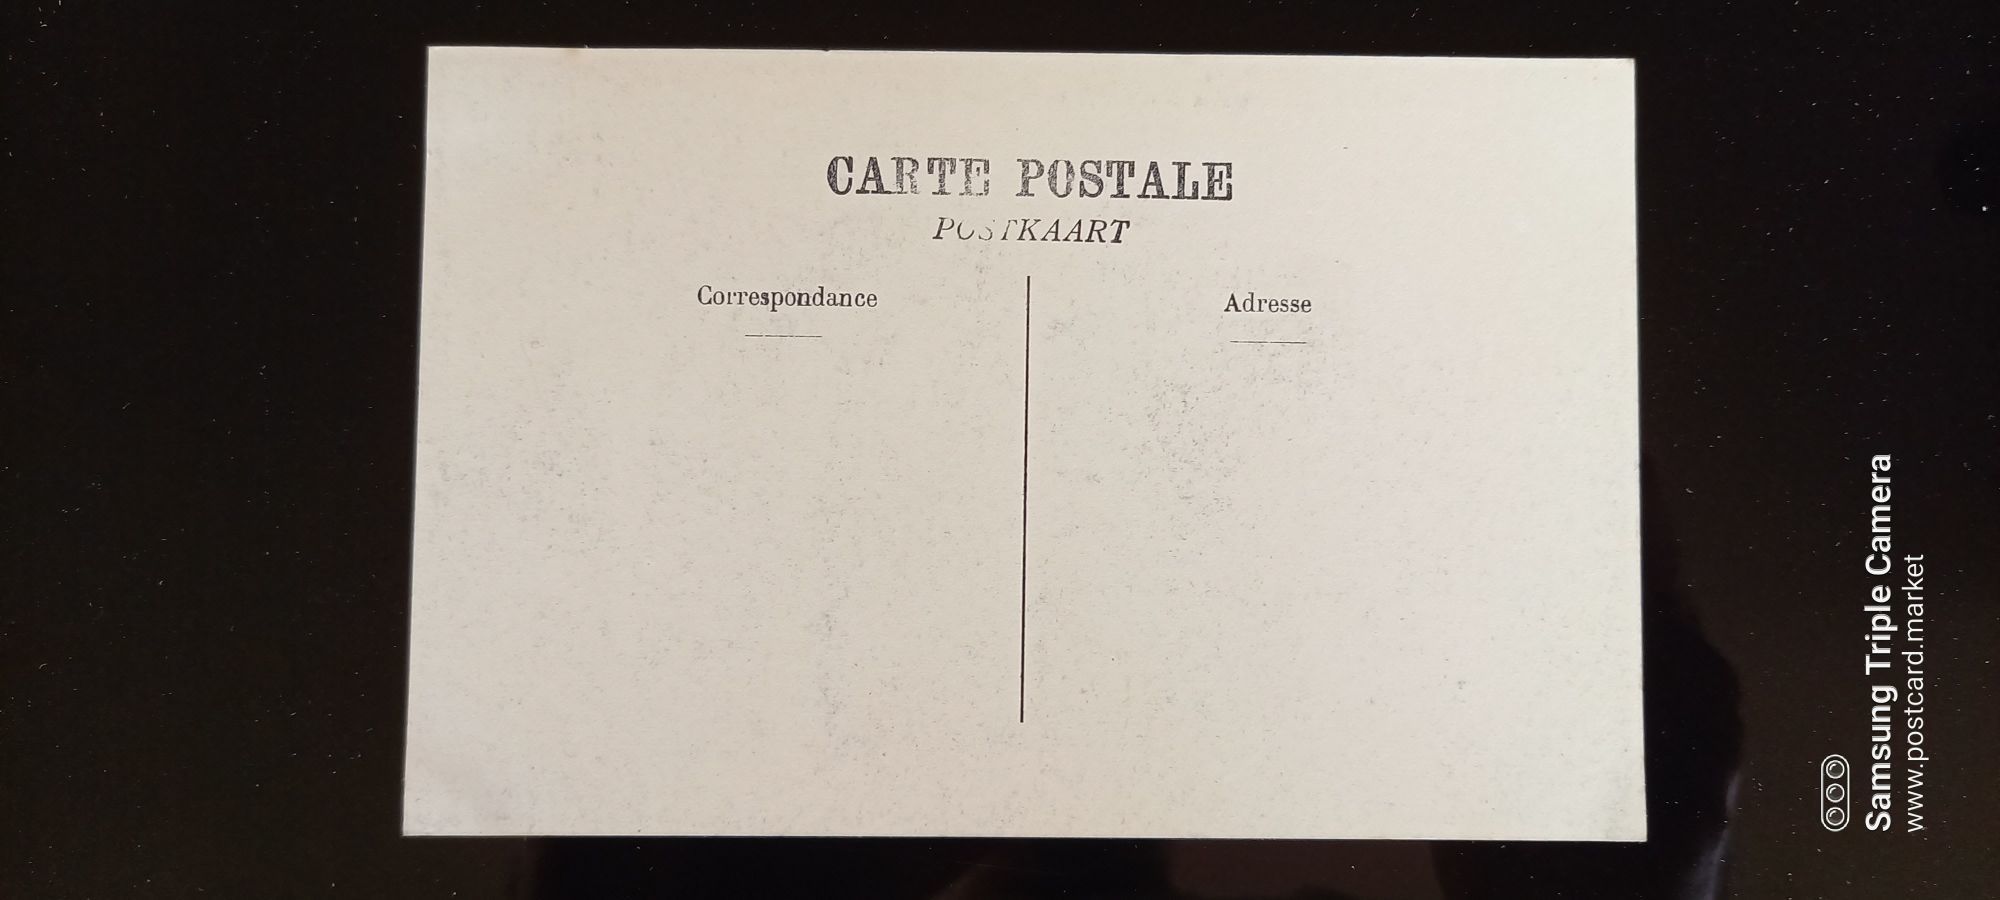 CARTE POSTALE
POSTKAART
Correspondance
Adresse
Samsung Triple Camera
www.postcard.market